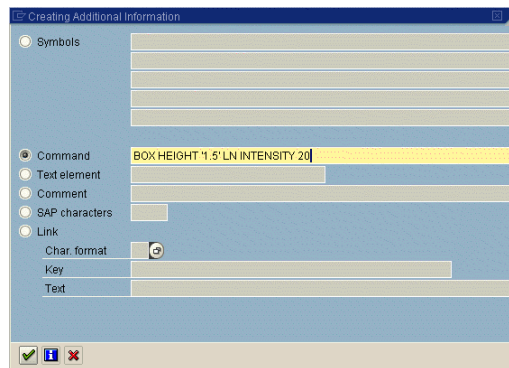 Creating Additional Information
Symbols
Command BOX HEIGHT '1.5' LN INTENSITY 20
Text element
Comment
SAP characters
Link
Char. format
Key
Text